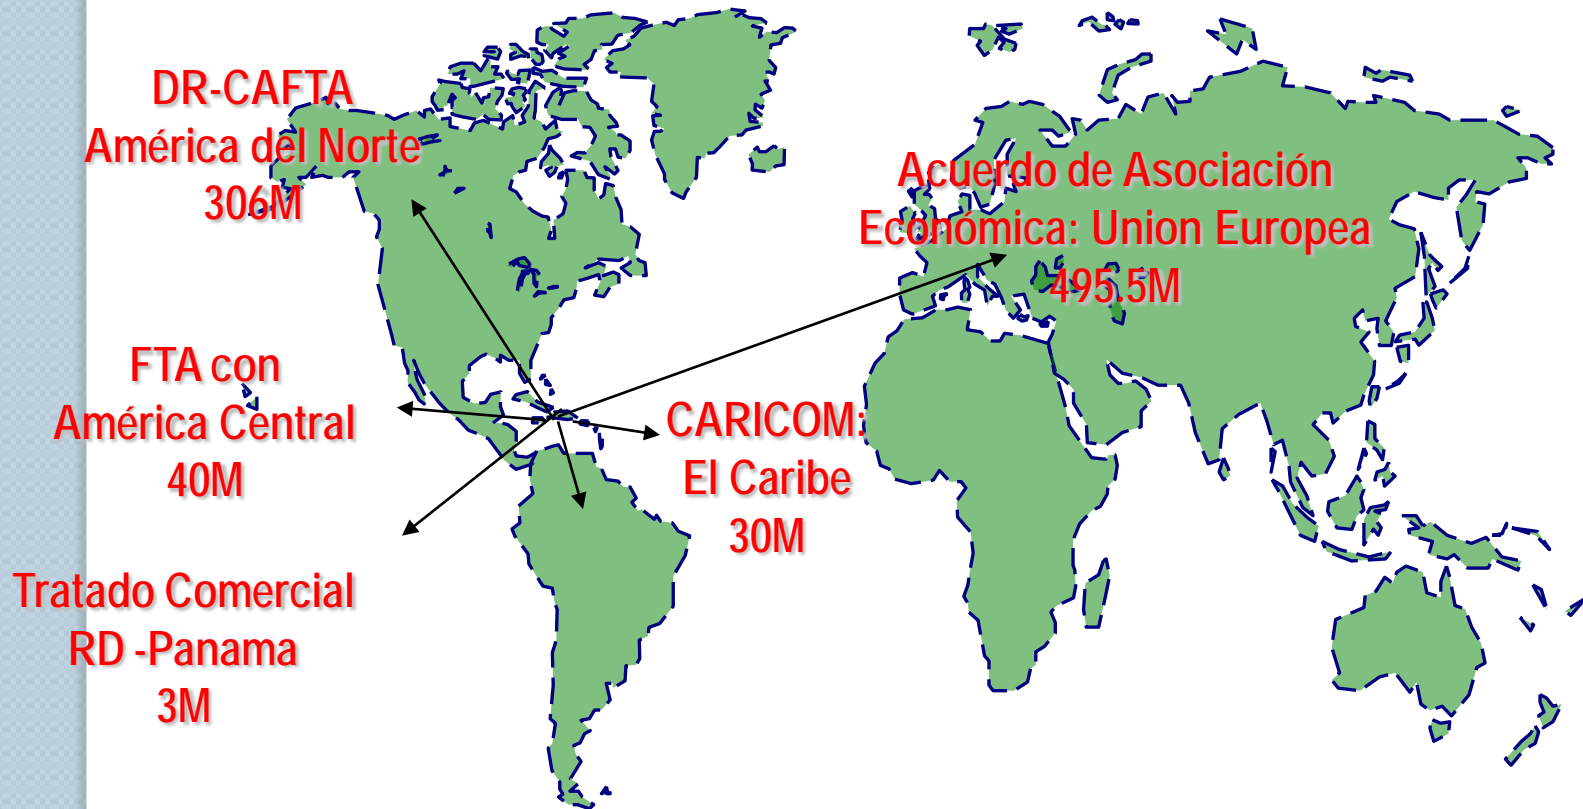 DR-CAFTA
América del Norte
306M
Acuerdo de Asociación
Económica: Union Europea
495.5M
FTA con
América Central
40M
CARICOM:
El Caribe
30M
Tratado Comercial
RD -Panama
3M